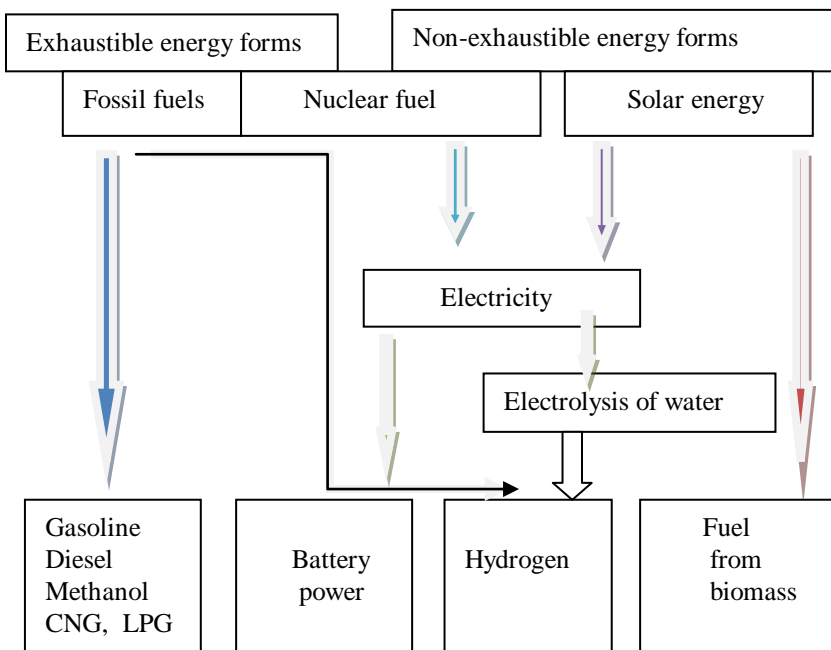 Exhaustible energy forms
Non-exhaustible energy forms
Fossil fuels
Nuclear fuel
Solar energy
Electricity
Electrolysis of water
Gasoline
Diesel
Methanol
CNG, LPG
Battery
power
Hydrogen
Fuel
from
biomass